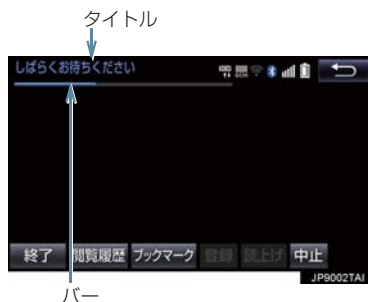 タイトル
しばらくお待ちください
終了 閲覧履歴 ブックマーク 登録 読上げ 中止
JP9002TAI
バー